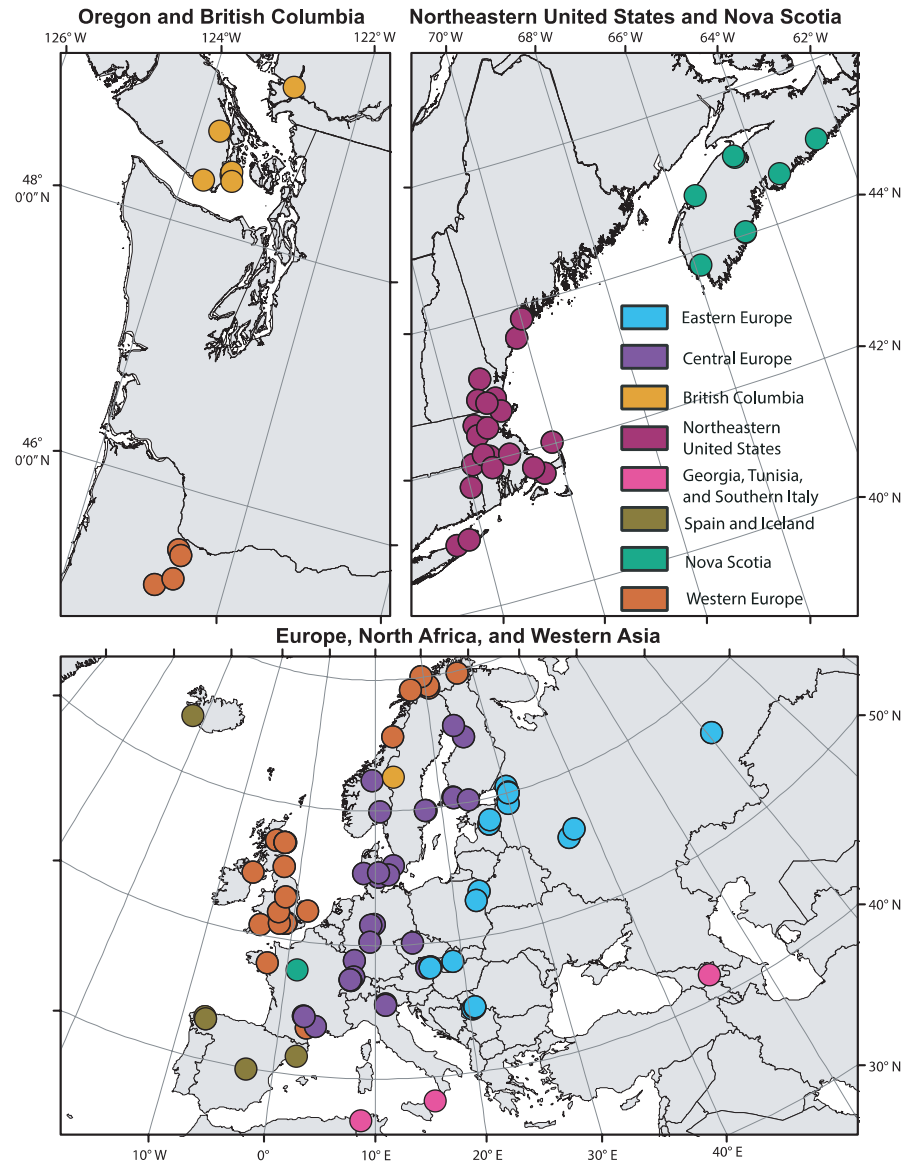 Oregon and British Columbia
Northeastern United States and Nova Scotia
126° W
124° W
122° W
70° W
68° W
66° W
64° W
62° W
48°
0'0" N
46°
0'0" N
44° N
42° N
40° N
Eastern Europe
Central Europe
British Columbia
Northeastern
United States
Georgia, Tunisia,
and Southern Italy
Spain and Iceland
Nova Scotia
Western Europe
Europe, North Africa, and Western Asia
50° N
40° N
30° N
10° W
0°
10° E
20° E
30° E
40° E